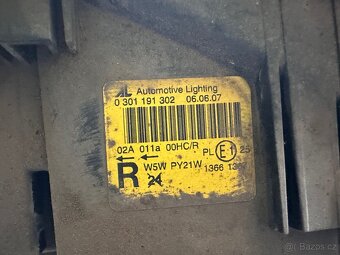 AL Automotive Lighting
0 301 191 302 06.06.07
02A 011a 00HC/R PL E1 25
R W5W PY21W 1366 1367
24
© bazos.cz